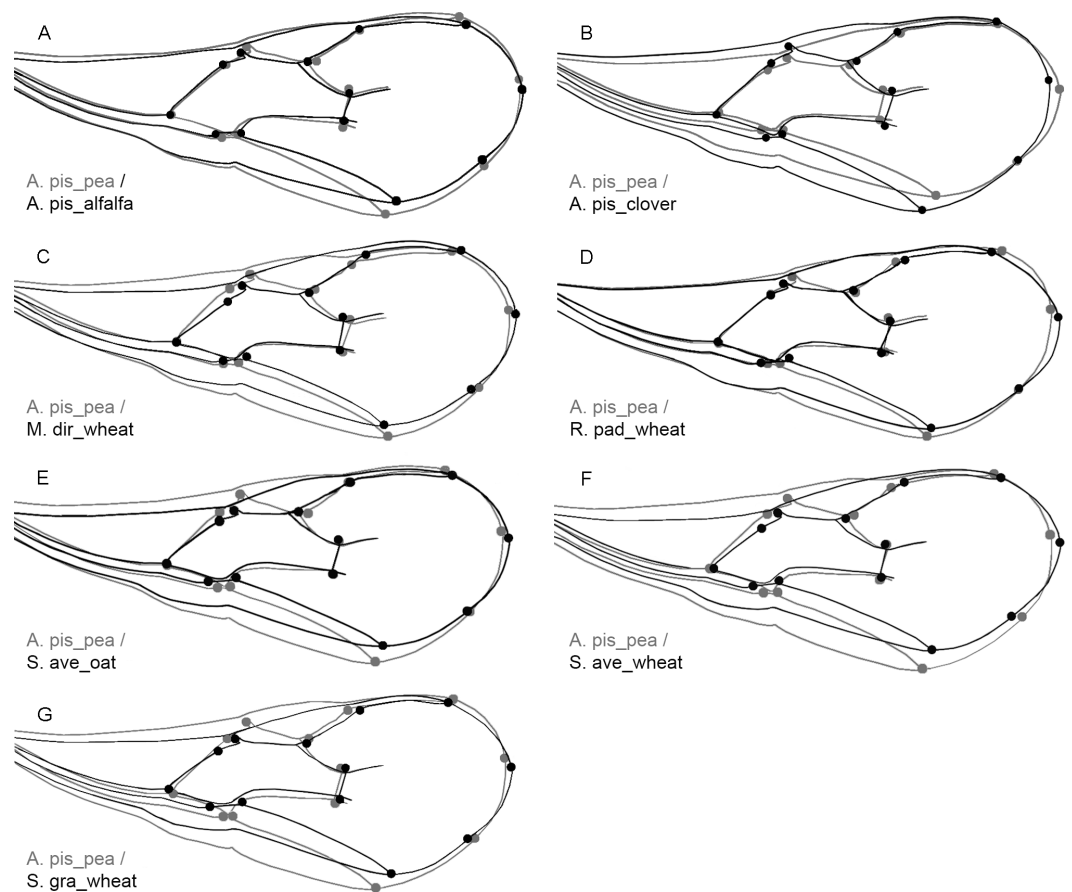 A
A. pis_pea /
A. pis_alfalfa
B
A. pis_pea /
A. pis_clover
C
A. pis_pea /
M. dir_wheat
D
A. pis_pea /
R. pad_wheat
E
A. pis_pea /
S. ave_oat
F
A. pis_pea /
S. ave_wheat
G
A. pis_pea /
S. gra_wheat